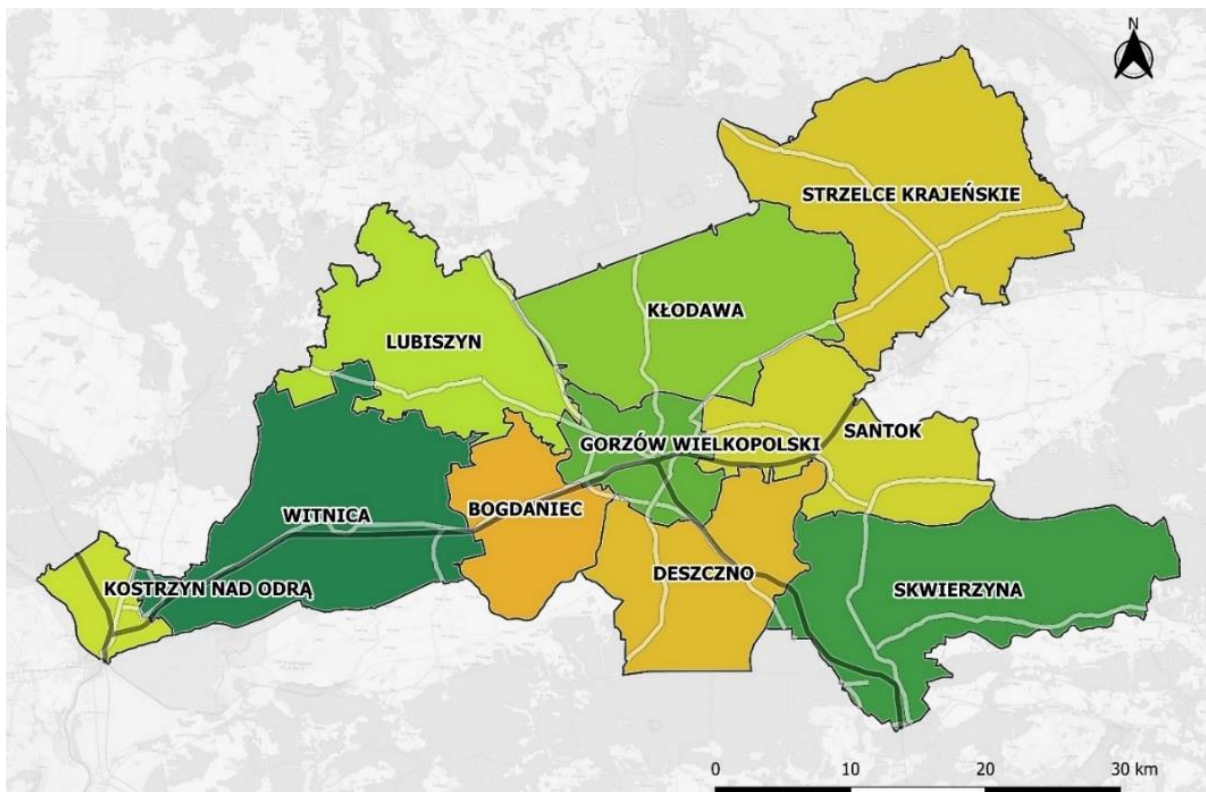 N
STRZELCE KRAJEŃSKIE
KŁODAWA
LUBISZYN
SANTOK
GORZÓW WIELKOPOLSKI
BOGDANIEC
WITNICA
DESZCZNO
KOSTRZYN NAD ODRĄ
SKWIERZYNA
0 10 20 30 km